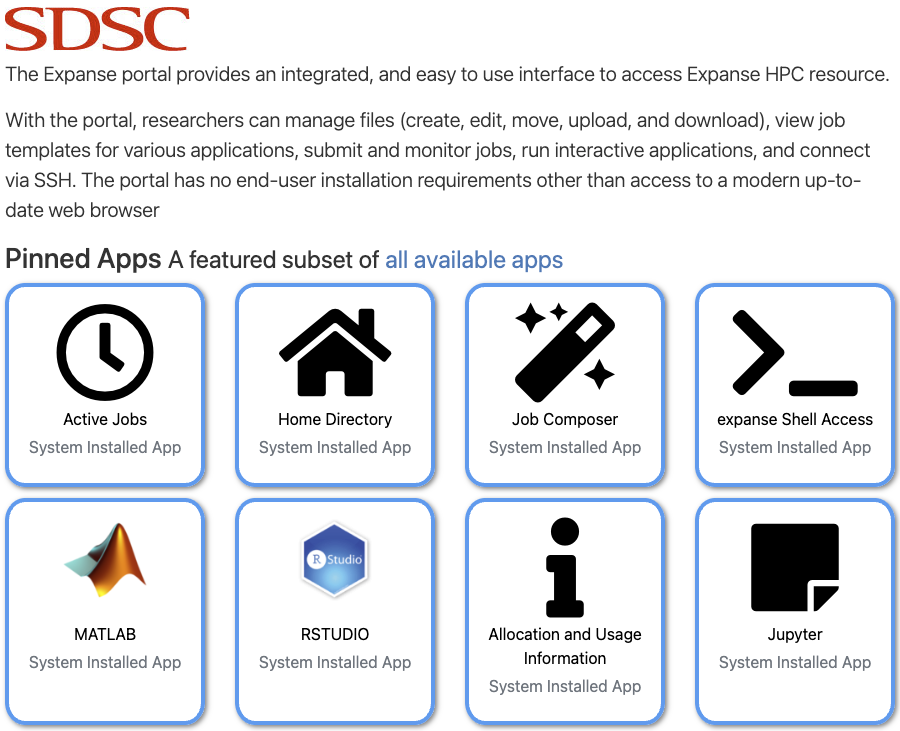 SDSC
The Expanse portal provides an integrated, and easy to use interface to access Expanse HPC resource.
With the portal, researchers can manage files (create, edit, move, upload, and download), view job
templates for various applications, submit and monitor jobs, run interactive applications, and connect
via SSH. The portal has no end-user installation requirements other than access to a modern up-to-
date web browser
Pinned Apps A featured subset of all available apps
Active Jobs
System Installed App
Home Directory
System Installed App
Job Composer
System Installed App
expanse Shell Access
System Installed App
MATLAB
System Installed App
R Studio
RSTUDIO
System Installed App
Allocation and Usage
Information
System Installed App
Jupyter
System Installed App